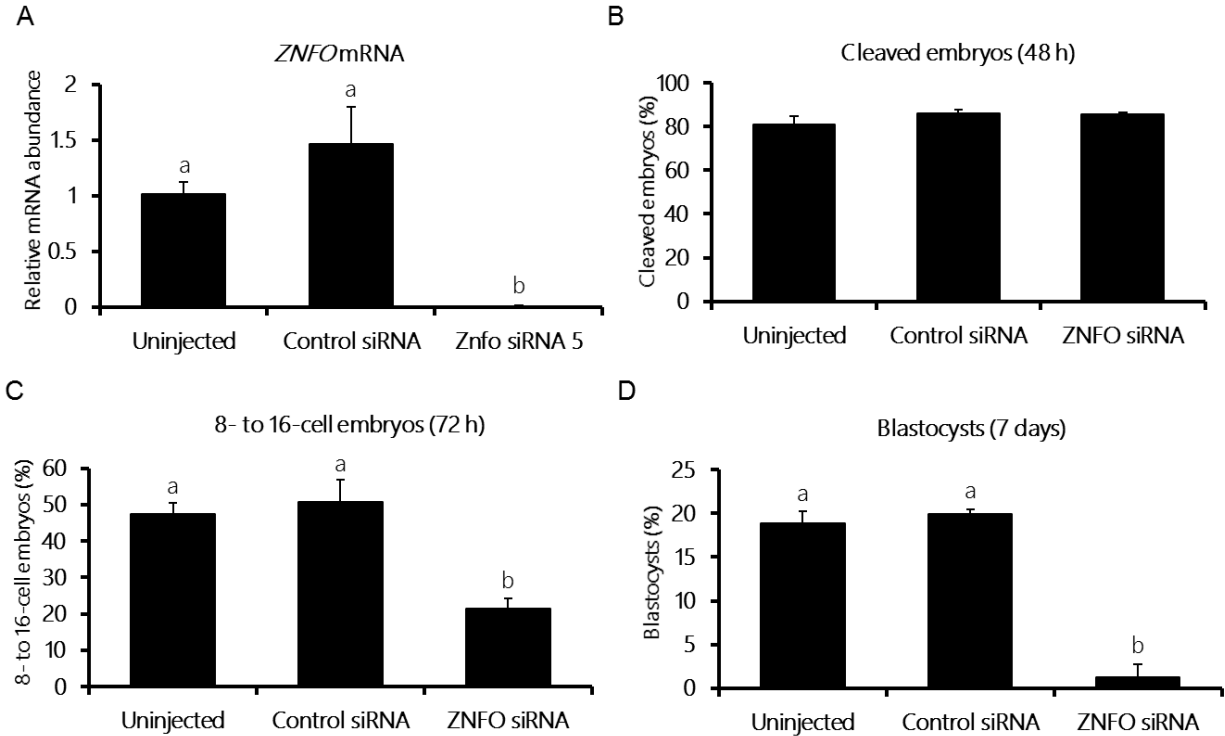 A
ZNFO mRNA
Relative mRNA abundance
2
1.5
1
0.5
0
a
a
b
Uninjected
Control siRNA
Znfo siRNA 5
B
Cleaved embryos (48 h)
Cleaved embryos (%)
100
80
60
40
20
0
Uninjected
Control siRNA
ZNFO siRNA
C
8- to 16-cell embryos (72 h)
8- to 16-cell embryos (%)
60
50
40
30
20
10
0
a
a
b
Uninjected
Control siRNA
ZNFO siRNA
D
Blastocysts (7 days)
Blastocysts (%)
25
20
15
10
5
0
a
a
b
Uninjected
Control siRNA
ZNFO siRNA